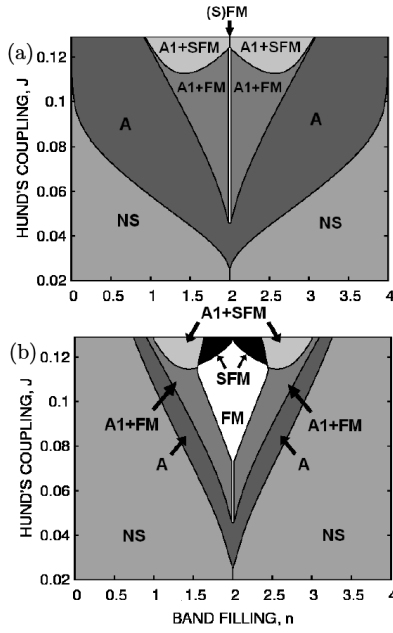 (S)FM
(a)
A1+SFM A1+SFM
A1+FM A1+FM
A A
NS NS
HUND'S COUPLING, J
0.12
0.1
0.08
0.06
0.04
0.02
0 0.5 1 1.5 2 2.5 3 3.5 4
A1+SFM
(b)
SFM
FM
A1+FM A1+FM
A A
NS NS
HUND'S COUPLING, J
0.12
0.1
0.08
0.06
0.04
0.02
0 0.5 1.0 1.5 2.0 2.5 3.0 3.5 4
BAND FILLING, n